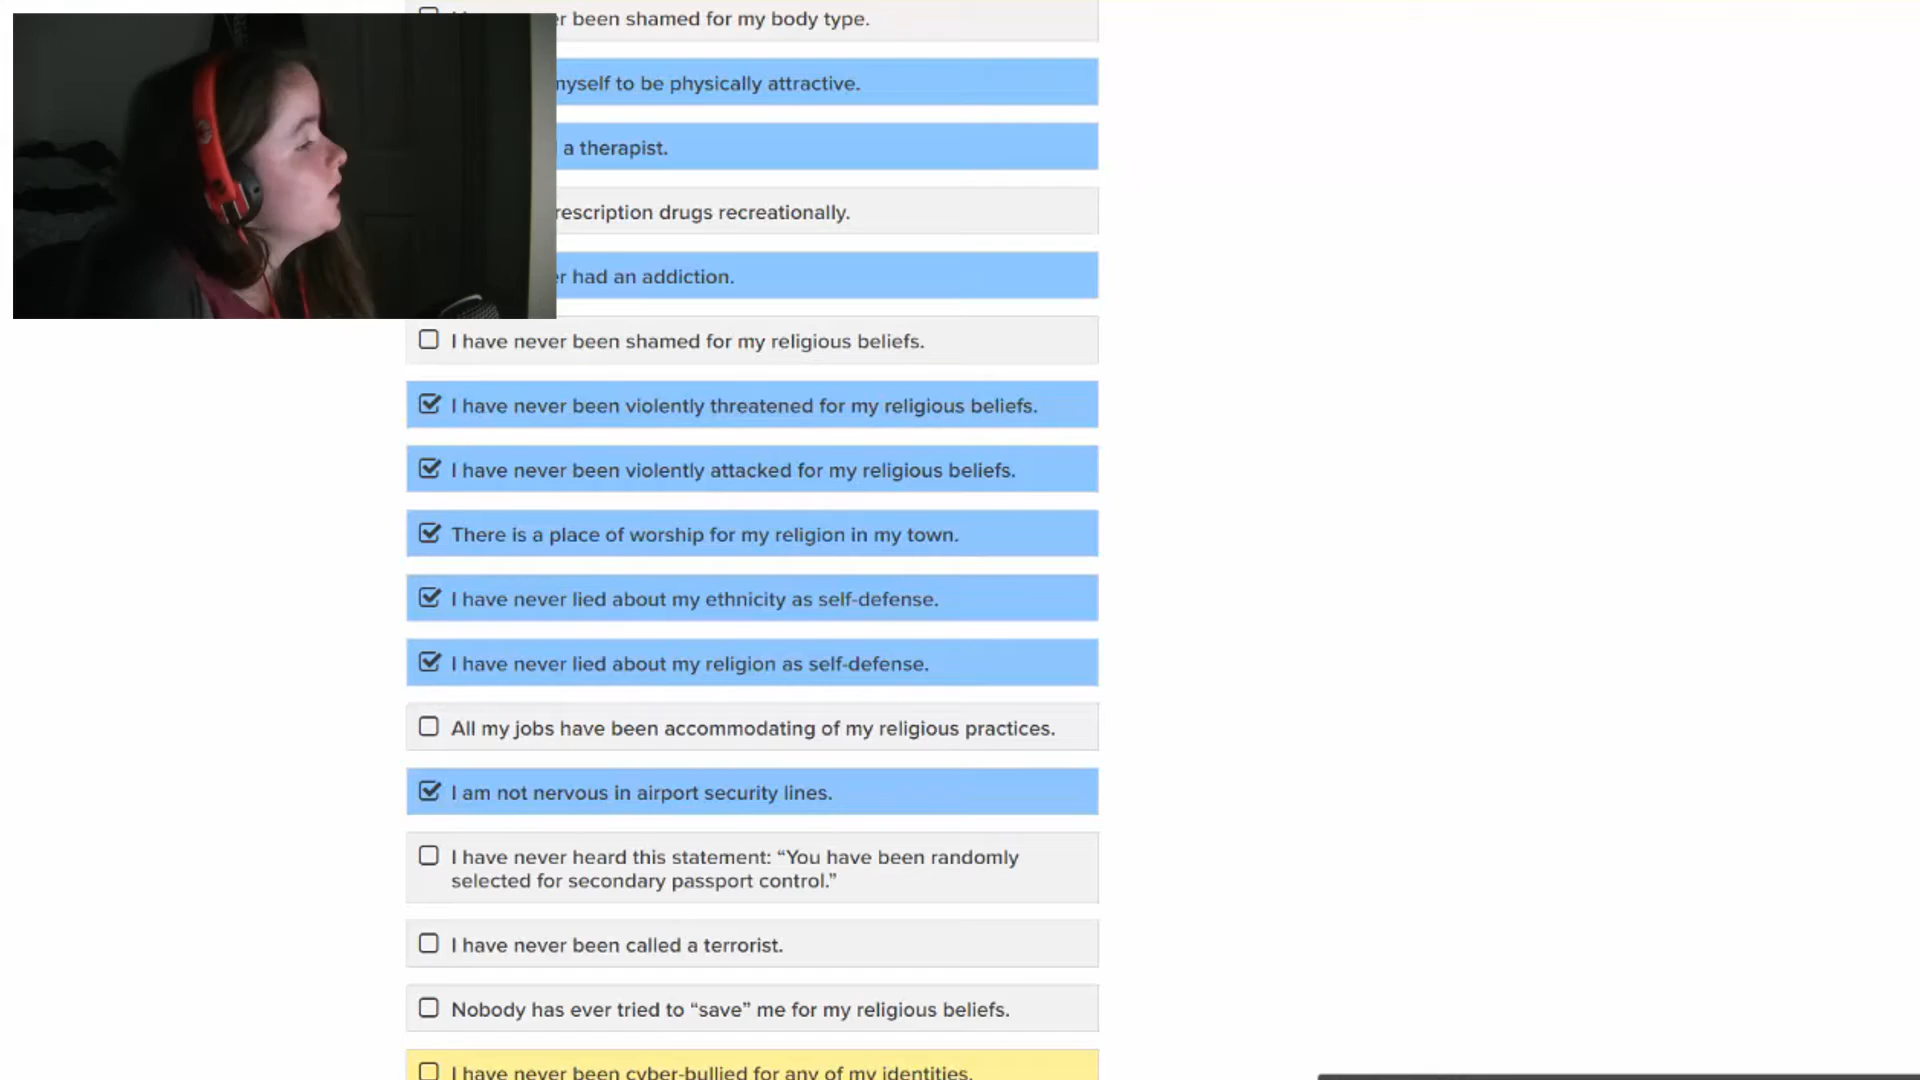 been shamed for my body type.
myself to be physically attractive.
a therapist.
rescription drugs recreationally.
had an addiction.
I have never been shamed for my religious beliefs.
I have never been violently threatened for my religious beliefs.
I have never been violently attacked for my religious beliefs.
There is a place of worship for my religion in my town.
I have never lied about my ethnicity as self-defense.
I have never lied about my religion as self-defense.
All my jobs have been accommodating of my religious practices.
I am not nervous in airport security lines.
I have never heard this statement: “You have been randomly
selected for secondary passport control.”
I have never been called a terrorist.
Nobody has ever tried to “save” me for my religious beliefs.
I have never been cyber-bullied for any of my identities.